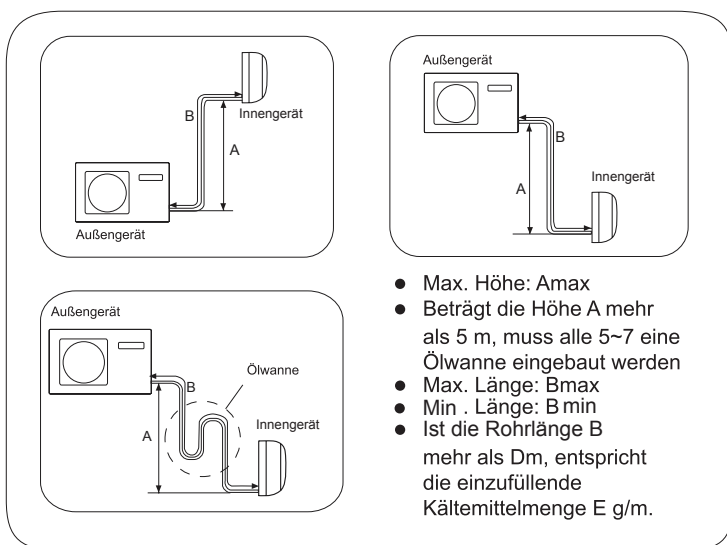 B
Innengerät
A
Außengerät
Außengerät
B
A
Innengerät
Außengerät
B
Ölwanne
A
Innengerät
● Max. Höhe: Amax
● Beträgt die Höhe A mehr
als 5 m, muss alle 5~7 eine
Ölwanne eingebaut werden
● Max. Länge: Bmax
● Min . Länge: B min
● Ist die Rohrlänge B
mehr als Dm, entspricht
die einzufüllende
Kältemittelmenge E g/m.